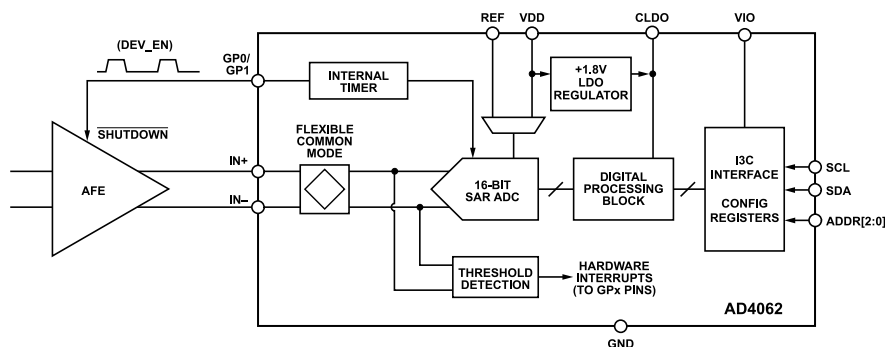 REF
VDD
CLDO
VIO
(DEV_EN)
GP0/
GP1
INTERNAL
TIMER
+1.8V
LDO
REGULATOR
SHUTDOWN
FLEXIBLE
COMMON
MODE
IN+
IN–
AFE
16-BIT
SAR ADC
DIGITAL
PROCESSING
BLOCK
I3C
INTERFACE
CONFIG
REGISTERS
SCL
SDA
ADDR[2:0]
THRESHOLD
DETECTION
HARDWARE
INTERRUPTS
(TO GPx PINS)
AD4062
GND